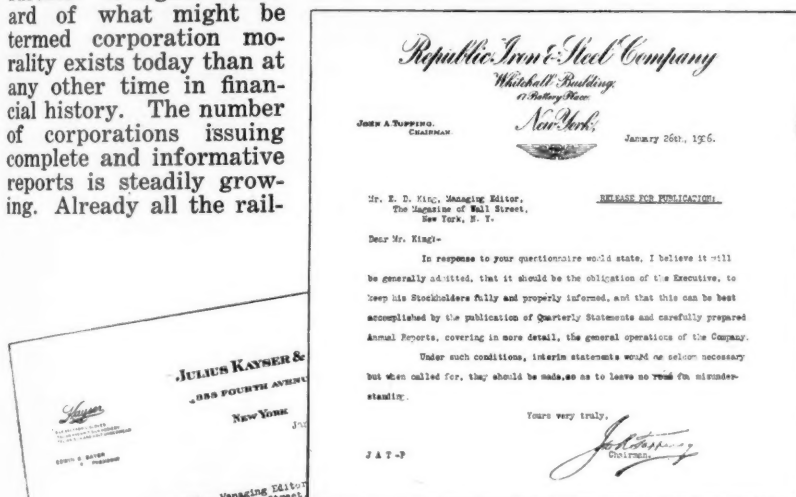 ard of what might be
termed corporation mo-
rality exists today than at
any other time in finan-
cial history. The number
of corporations issuing
complete and informative
reports is steadily grow-
ing. Already all the rail-
Republic Iron & Steel Company
Whitehall Building,
17 Battery Place.
New York,
JOHN A. TOPPING.
CHAIRMAN.
January 26th, 1926.
Mr. E. D. King, Managing Editor,
The Magazine of Wall Street,
New York, N. Y.
RELEASE FOR PUBLICATION:
Dear Mr. King:-
In response to your questionnaire would state, I believe it will
be generally admitted, that it should be the obligation of the Executive, to
keep his Stockholders fully and properly informed, and that this can be best
accomplished by the publication of Quarterly Statements and carefully prepared
Annual Reports, covering in more detail, the general operations of the Company.
Under such conditions, interim statements would be seldom necessary
but when called for, they should be made, so as to leave no room for misunder-
standing.
Yours very truly,
Chairman.
J A T -P
JULIUS KAYSER &
FOURTH AVENU
NEW YORK
Kayser
EDWIN S. BAYER
PRESIDENT
Managing Editor
Street